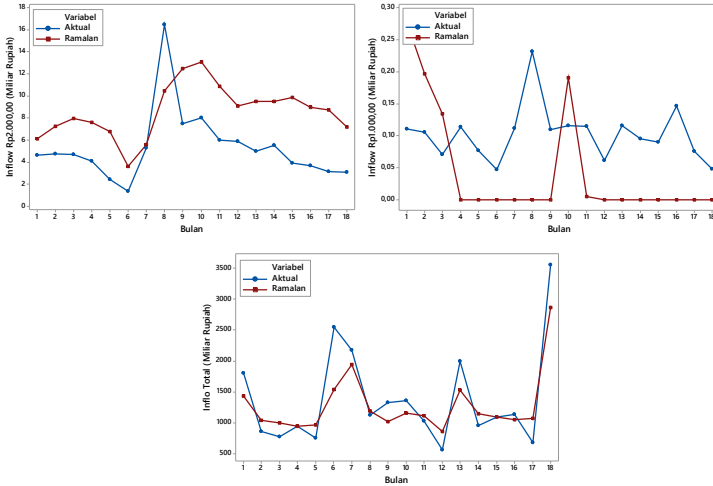 Inflow Rp2.000,00 (Miliar Rupiah)
18
16
14
12
10
8
6
4
2
0
Variabel
Aktual
Ramalan
1 2 3 4 5 6 7 8 9 10 11 12 13 14 15 16 17 18
Bulan
Inflow Rp1.000,00 (Miliar Rupiah)
0,30
0,25
0,20
0,15
0,10
0,05
0,00
Variabel
Aktual
Ramalan
1 2 3 4 5 6 7 8 9 10 11 12 13 14 15 16 17 18
Bulan
Inflo Total (Miliar Rupiah)
3500
3000
2500
2000
1500
1000
500
Variabel
Aktual
Ramalan
1 2 3 4 5 6 7 8 9 10 11 12 13 14 15 16 17 18
Bulan